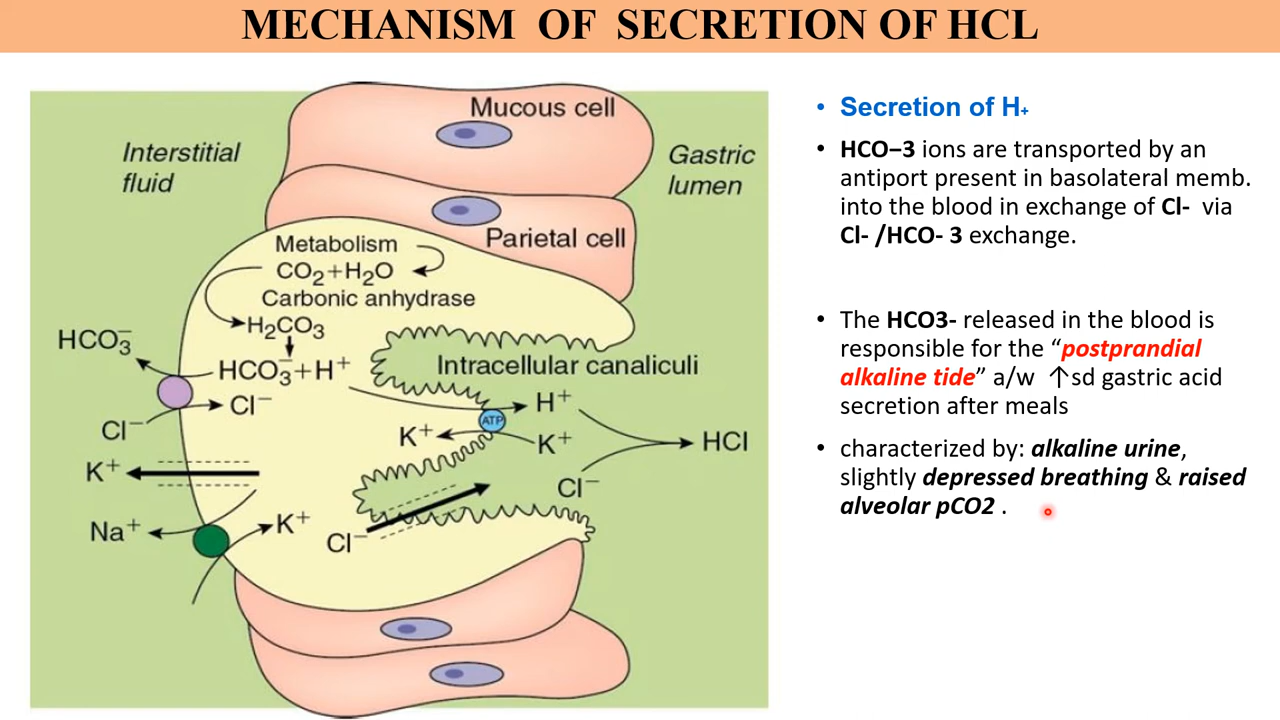 MECHANISM OF SECRETION OF HCL
Mucous cell
Interstitial
fluid
Gastric
lumen
Parietal cell
Metabolism
CO₂+H₂O
Carbonic anhydrase
H₂CO₃
HCO₃⁻
HCO₃⁻+H⁺
Intracellular canaliculi
Cl⁻
Cl⁻
H⁺
ATP
K⁺
K⁺
HCl
K⁺
Cl⁻
Na⁺
K⁺
Cl⁻
• Secretion of H+
• HCO–3 ions are transported by an
antiport present in basolateral memb.
into the blood in exchange of Cl- via
Cl- /HCO- 3 exchange.
• The HCO3- released in the blood is
responsible for the “postprandial
alkaline tide” a/w ↑sd gastric acid
secretion after meals
• characterized by: alkaline urine,
slightly depressed breathing & raised
alveolar pCO2 .